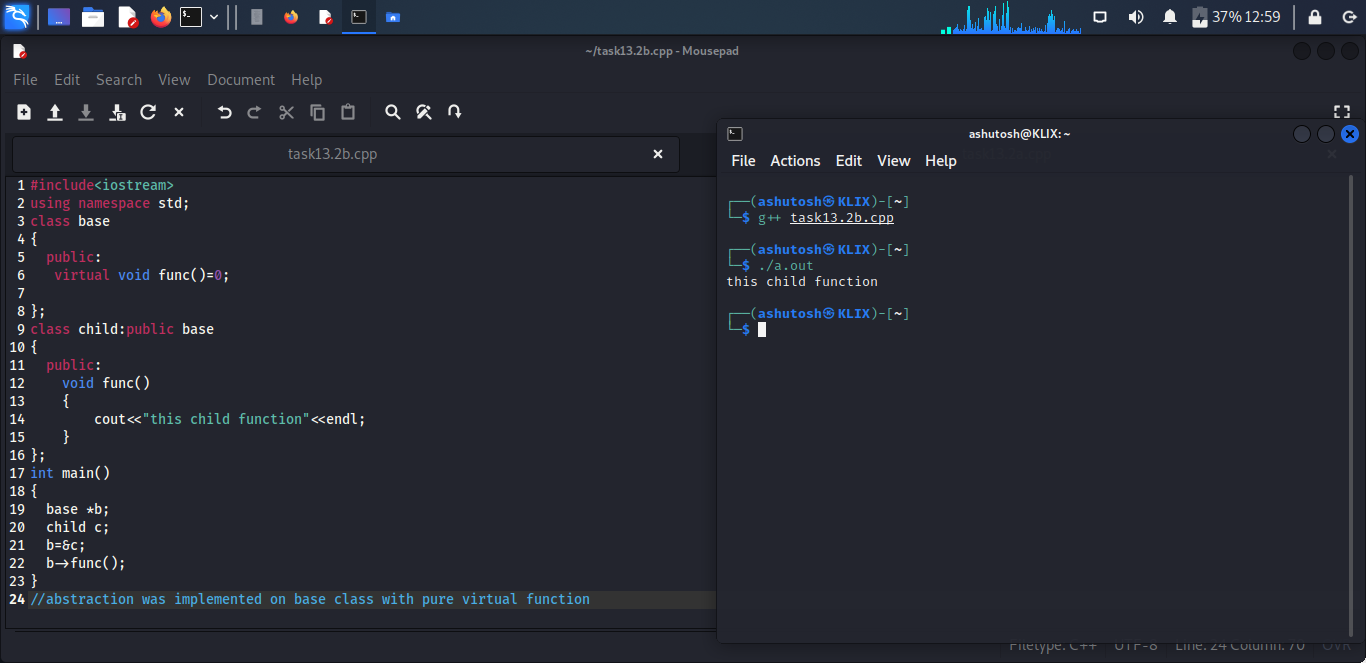 37% 12:59
~/task13.2b.cpp - Mousepad
File Edit Search View Document Help
task13.2b.cpp
1 #include<iostream>
2 using namespace std;
3 class base
4 {
5 public:
6 virtual void func()=0;
7
8 };
9 class child:public base
10 {
11 public:
12 void func()
13 {
14 cout<<"this child function"<<endl;
15 }
16 };
17 int main()
18 {
19 base *b;
20 child c;
21 b=&c;
22 b->func();
23 }
24 //abstraction was implemented on base class with pure virtual function
ashutosh@KLIX: ~
File Actions Edit View Help
┌──(ashutosh㉿KLIX)-[~]
└─$ g++ task13.2b.cpp
┌──(ashutosh㉿KLIX)-[~]
└─$ ./a.out
this child function
┌──(ashutosh㉿KLIX)-[~]
└─$
Filetype: C++ UTF-8 Line: 24 Column: 70 OVR